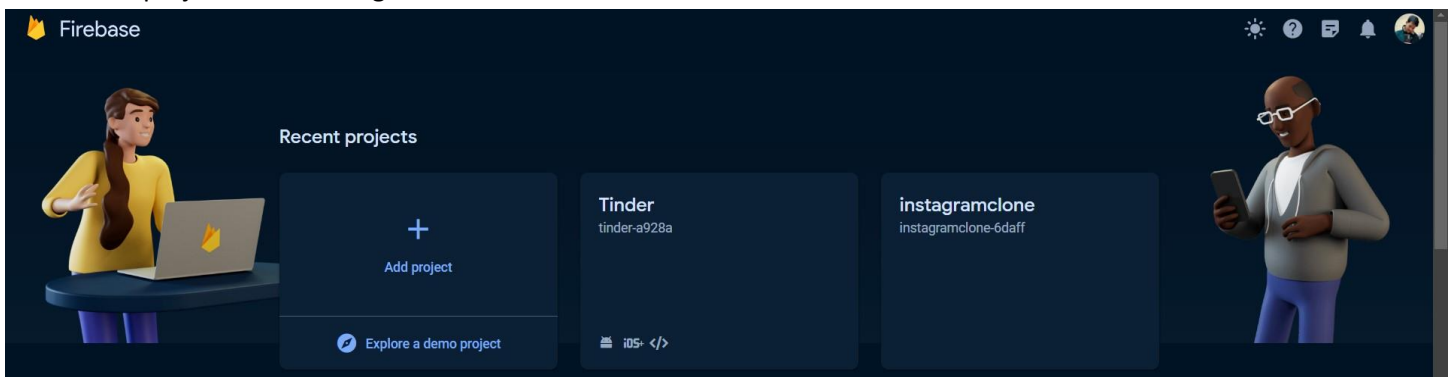 Firebase
Recent projects
Add project
Explore a demo project
Tinder
tinder-a928a
iOS+ </>
instagramclone
instagramclone-6daff